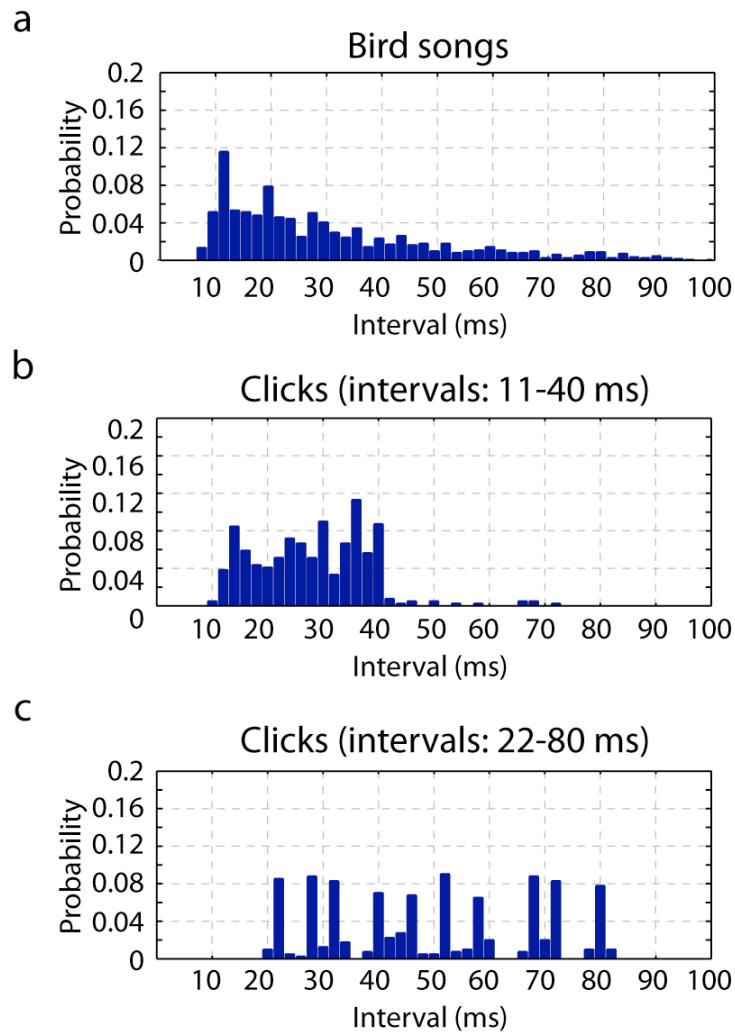 a
Bird songs
0.2
0.16
0.12
0.08
0.04
0
Probability
10 20 30 40 50 60 70 80 90 100
Interval (ms)
b
Clicks (intervals: 11-40 ms)
0.2
0.16
0.12
0.08
0.04
0
Probability
10 20 30 40 50 60 70 80 90 100
Interval (ms)
c
Clicks (intervals: 22-80 ms)
0.2
0.16
0.12
0.08
0.04
0
Probability
10 20 30 40 50 60 70 80 90 100
Interval (ms)